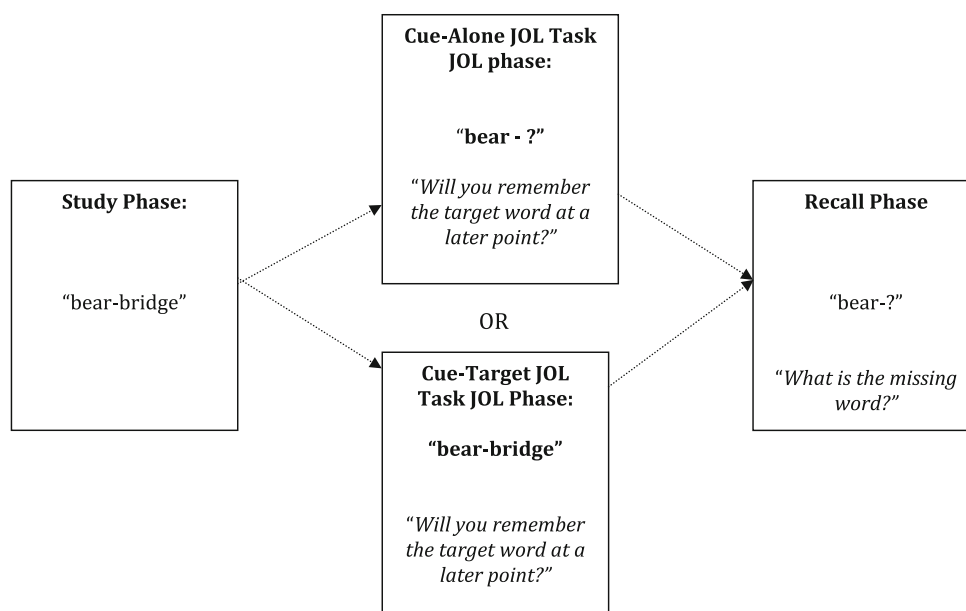 Study Phase:
“bear-bridge”
Cue-Alone JOL Task
JOL phase:
“bear - ?”
“Will you remember
the target word at a
later point?”
OR
Cue-Target JOL
Task JOL Phase:
“bear-bridge”
“Will you remember
the target word at a
later point?”
Recall Phase
“bear-?”
“What is the missing
word?”